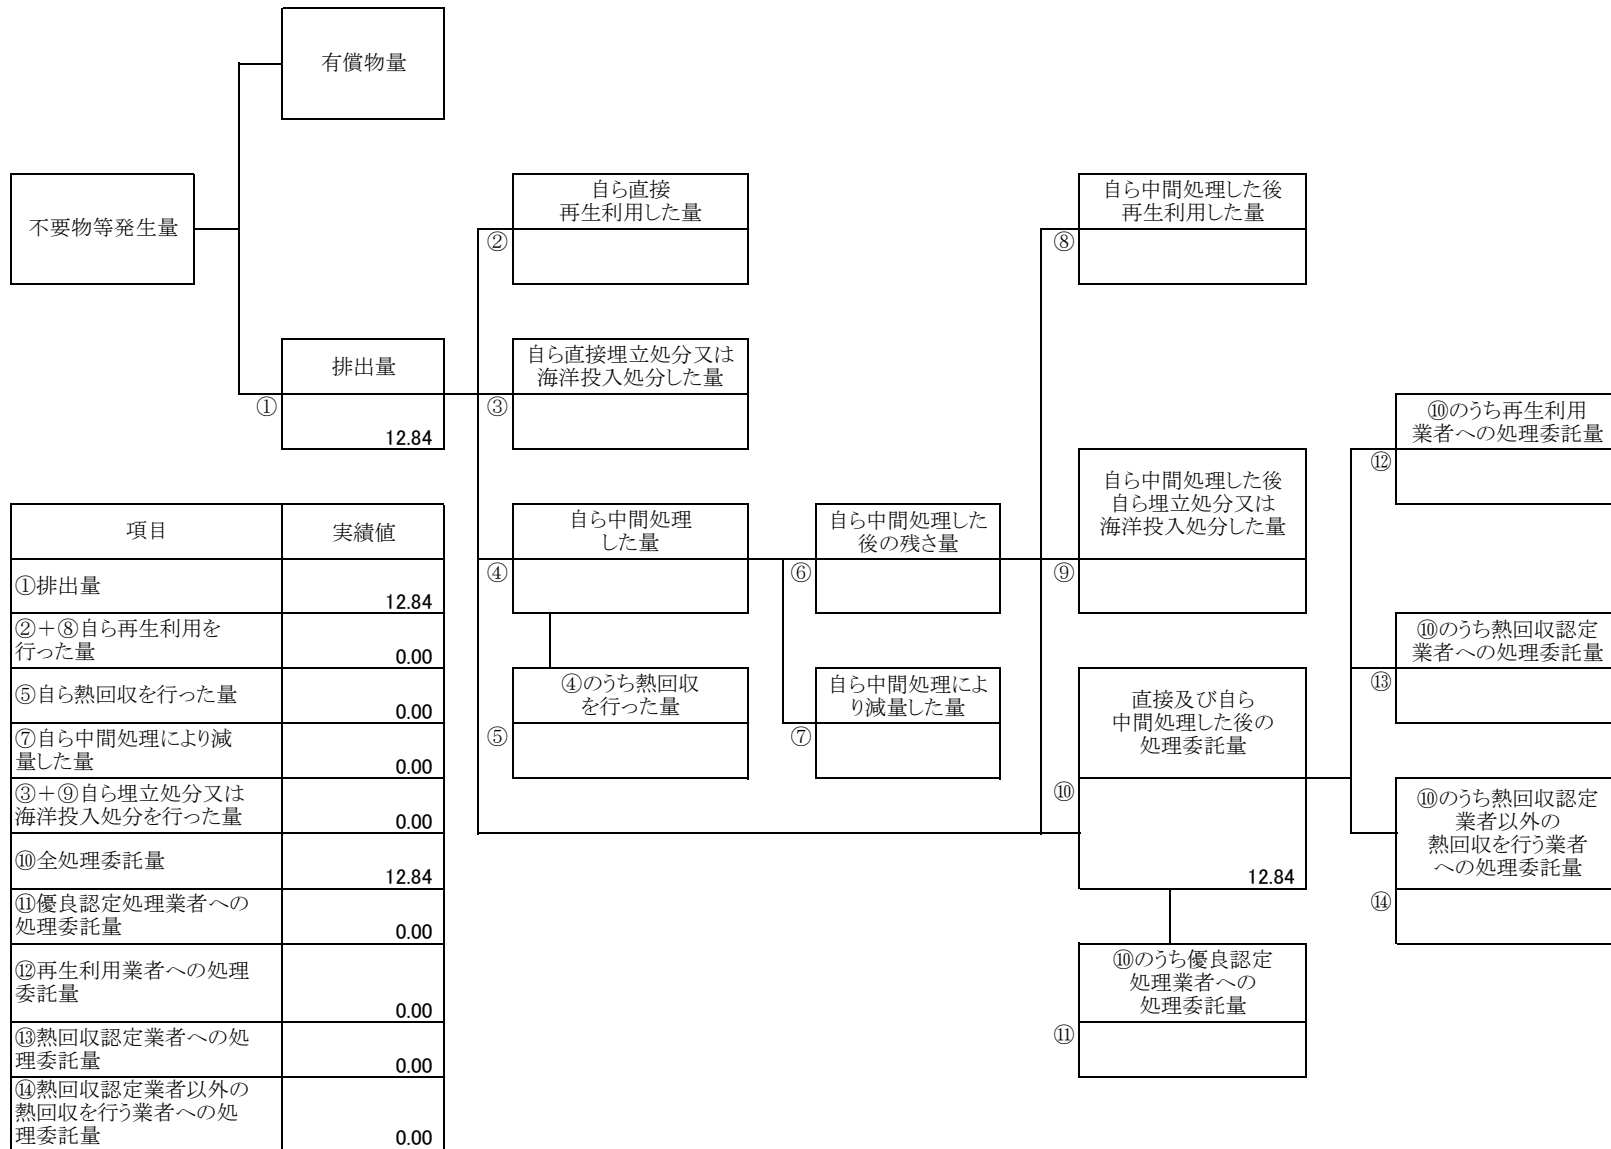 有償物量
不要物等発生量
自ら直接
再生利用した量
②
自ら中間処理した後
再生利用した量
⑧
排出量
①
12.84
自ら直接埋立処分又は
海洋投入処分した量
③
⑩のうち再生利用
業者への処理委託量
⑫
自ら中間処理した後
自ら埋立処分又は
海洋投入処分した量
⑨
自ら中間処理
した量
④
自ら中間処理した
後の残さ量
⑥
④のうち熱回収
を行った量
⑤
自ら中間処理によ
り減量した量
⑦
直接及び自ら
中間処理した後の
処理委託量
⑩
12.84
⑩のうち熱回収認定
業者への処理委託量
⑬
⑩のうち熱回収認定
業者以外の
熱回収を行う業者
への処理委託量
⑭
⑩のうち優良認定
処理業者への
処理委託量
⑪
項目
実績値
①排出量
12.84
②+⑧自ら再生利用を
行った量
0.00
⑤自ら熱回収を行った量
0.00
⑦自ら中間処理により減
量した量
0.00
③+⑨自ら埋立処分又は
海洋投入処分を行った量
0.00
⑩全処理委託量
12.84
⑪優良認定処理業者への
処理委託量
0.00
⑫再生利用業者への処理
委託量
0.00
⑬熱回収認定業者への処
理委託量
0.00
⑭熱回収認定業者以外の
熱回収を行う業者への処
理委託量
0.00